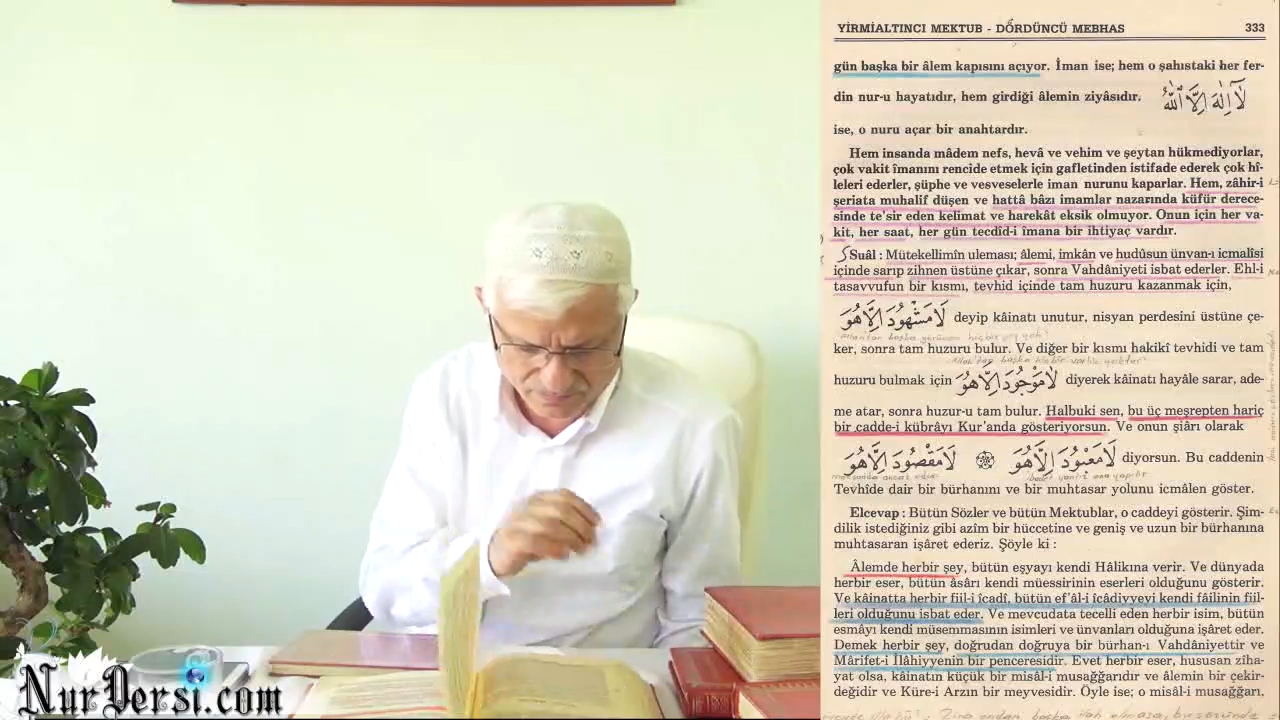 YİRMİALTINCI MEKTUB - DÖRDÜNCÜ MEBHAS 333
gün başka bir âlem kapısını açıyor. İman ise; hem o şahıstaki her fer-
din nur-u hayatıdır, hem girdiği âlemin ziyâsıdır. لَٓا اِلٰهَ اِلَّا اللّٰهُ
ise, o nuru açar bir anahtardır.
Hem insanda mâdem nefs, hevâ ve vehim ve şeytan hükmediyorlar,
çok vakit îmanını rencide etmek için gafletinden istifade ederek çok hî-
leleri ederler, şüphe ve vesveselerle iman nurunu kaparlar. Hem, zâhir-i
şeriata muhalif düşen ve hattâ bâzı imamlar nazarında küfür derece-
sinde te'sir eden kelimat ve harekât eksik olmuyor. Onun için her va-
kit, her saat, her gün tecdîd-i îmana bir ihtiyaç vardır.
Suâl : Mütekellimîn uleması; âlemi, imkân ve hudûsun ünvan-ı icmalîsi
içinde sarıp zihnen üstüne çıkar, sonra Vahdâniyeti isbat ederler. Ehl-i
tasavvufun bir kısmı, tevhid içinde tam huzuru kazanmak için,
لَا مَشْهُودَ اِلَّا هُوَ deyip kâinatı unutur, nisyan perdesini üstüne çe-
ker, sonra tam huzuru bulur. Ve diğer bir kısmı hakikî tevhidi ve tam
huzuru bulmak için لَا مَوْجُودَ اِلَّا هُوَ diyerek kâinatı hayâle sarar, ade-
me atar, sonra huzur-u tam bulur. Halbuki sen, bu üç meşrepten hariç
bir cadde-i kübrâyı Kur'anda gösteriyorsun. Ve onun şiârı olarak
لَا مَعْبُودَ اِلَّا هُوَ ۞ لَا مَقْصُودَ اِلَّا هُوَ diyorsun. Bu caddenin
Tevhîde dair bir bürhanını ve bir muhtasar yolunu icmâlen göster.
Elcevap : Bütün Sözler ve bütün Mektublar, o caddeyi gösterir. Şim-
dilik istediğiniz gibi azîm bir hüccetine ve geniş ve uzun bir bürhanına
muhtasaran işâret ederiz. Şöyle ki :
Âlemde herbir şey, bütün eşyayı kendi Hâlikına verir. Ve dünyada
herbir eser, bütün âsârı kendi müessirinin eserleri olduğunu gösterir.
Ve kâinatta herbir fiil-i îcadî, bütün ef'âl-i îcâdiyyeyi kendi fâilinin fiil-
leri olduğunu isbat eder. Ve mevcudata tecelli eden herbir isim, bütün
esmâyı kendi müsemmasının isimleri ve ünvanları olduğuna işâret eder.
Demek herbir şey, doğrudan doğruya bir bürhan-ı Vahdâniyettir ve
Mârifet-i İlâhiyyenin bir penceresidir. Evet herbir eser, hususan ziha-
yat olsa, kâinatın küçük bir misâl-i musağğarıdır ve âlemin bir çekir-
değidir ve Küre-i Arzın bir meyvesidir. Öyle ise; o misâl-i musağğarı,
NurDersi.com